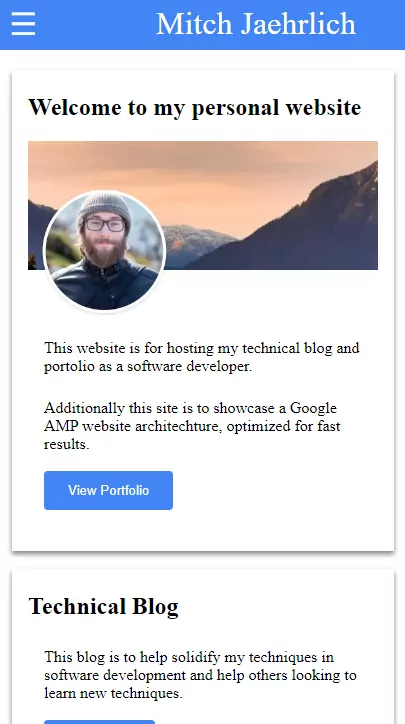 Mitch Jaehrlich
Welcome to my personal website
This website is for hosting my technical blog and
portolio as a software developer.
Additionally this site is to showcase a Google
AMP website architechture, optimized for fast
results.
View Portfolio
Technical Blog
This blog is to help solidify my techniques in
software development and help others looking to
learn new techniques.